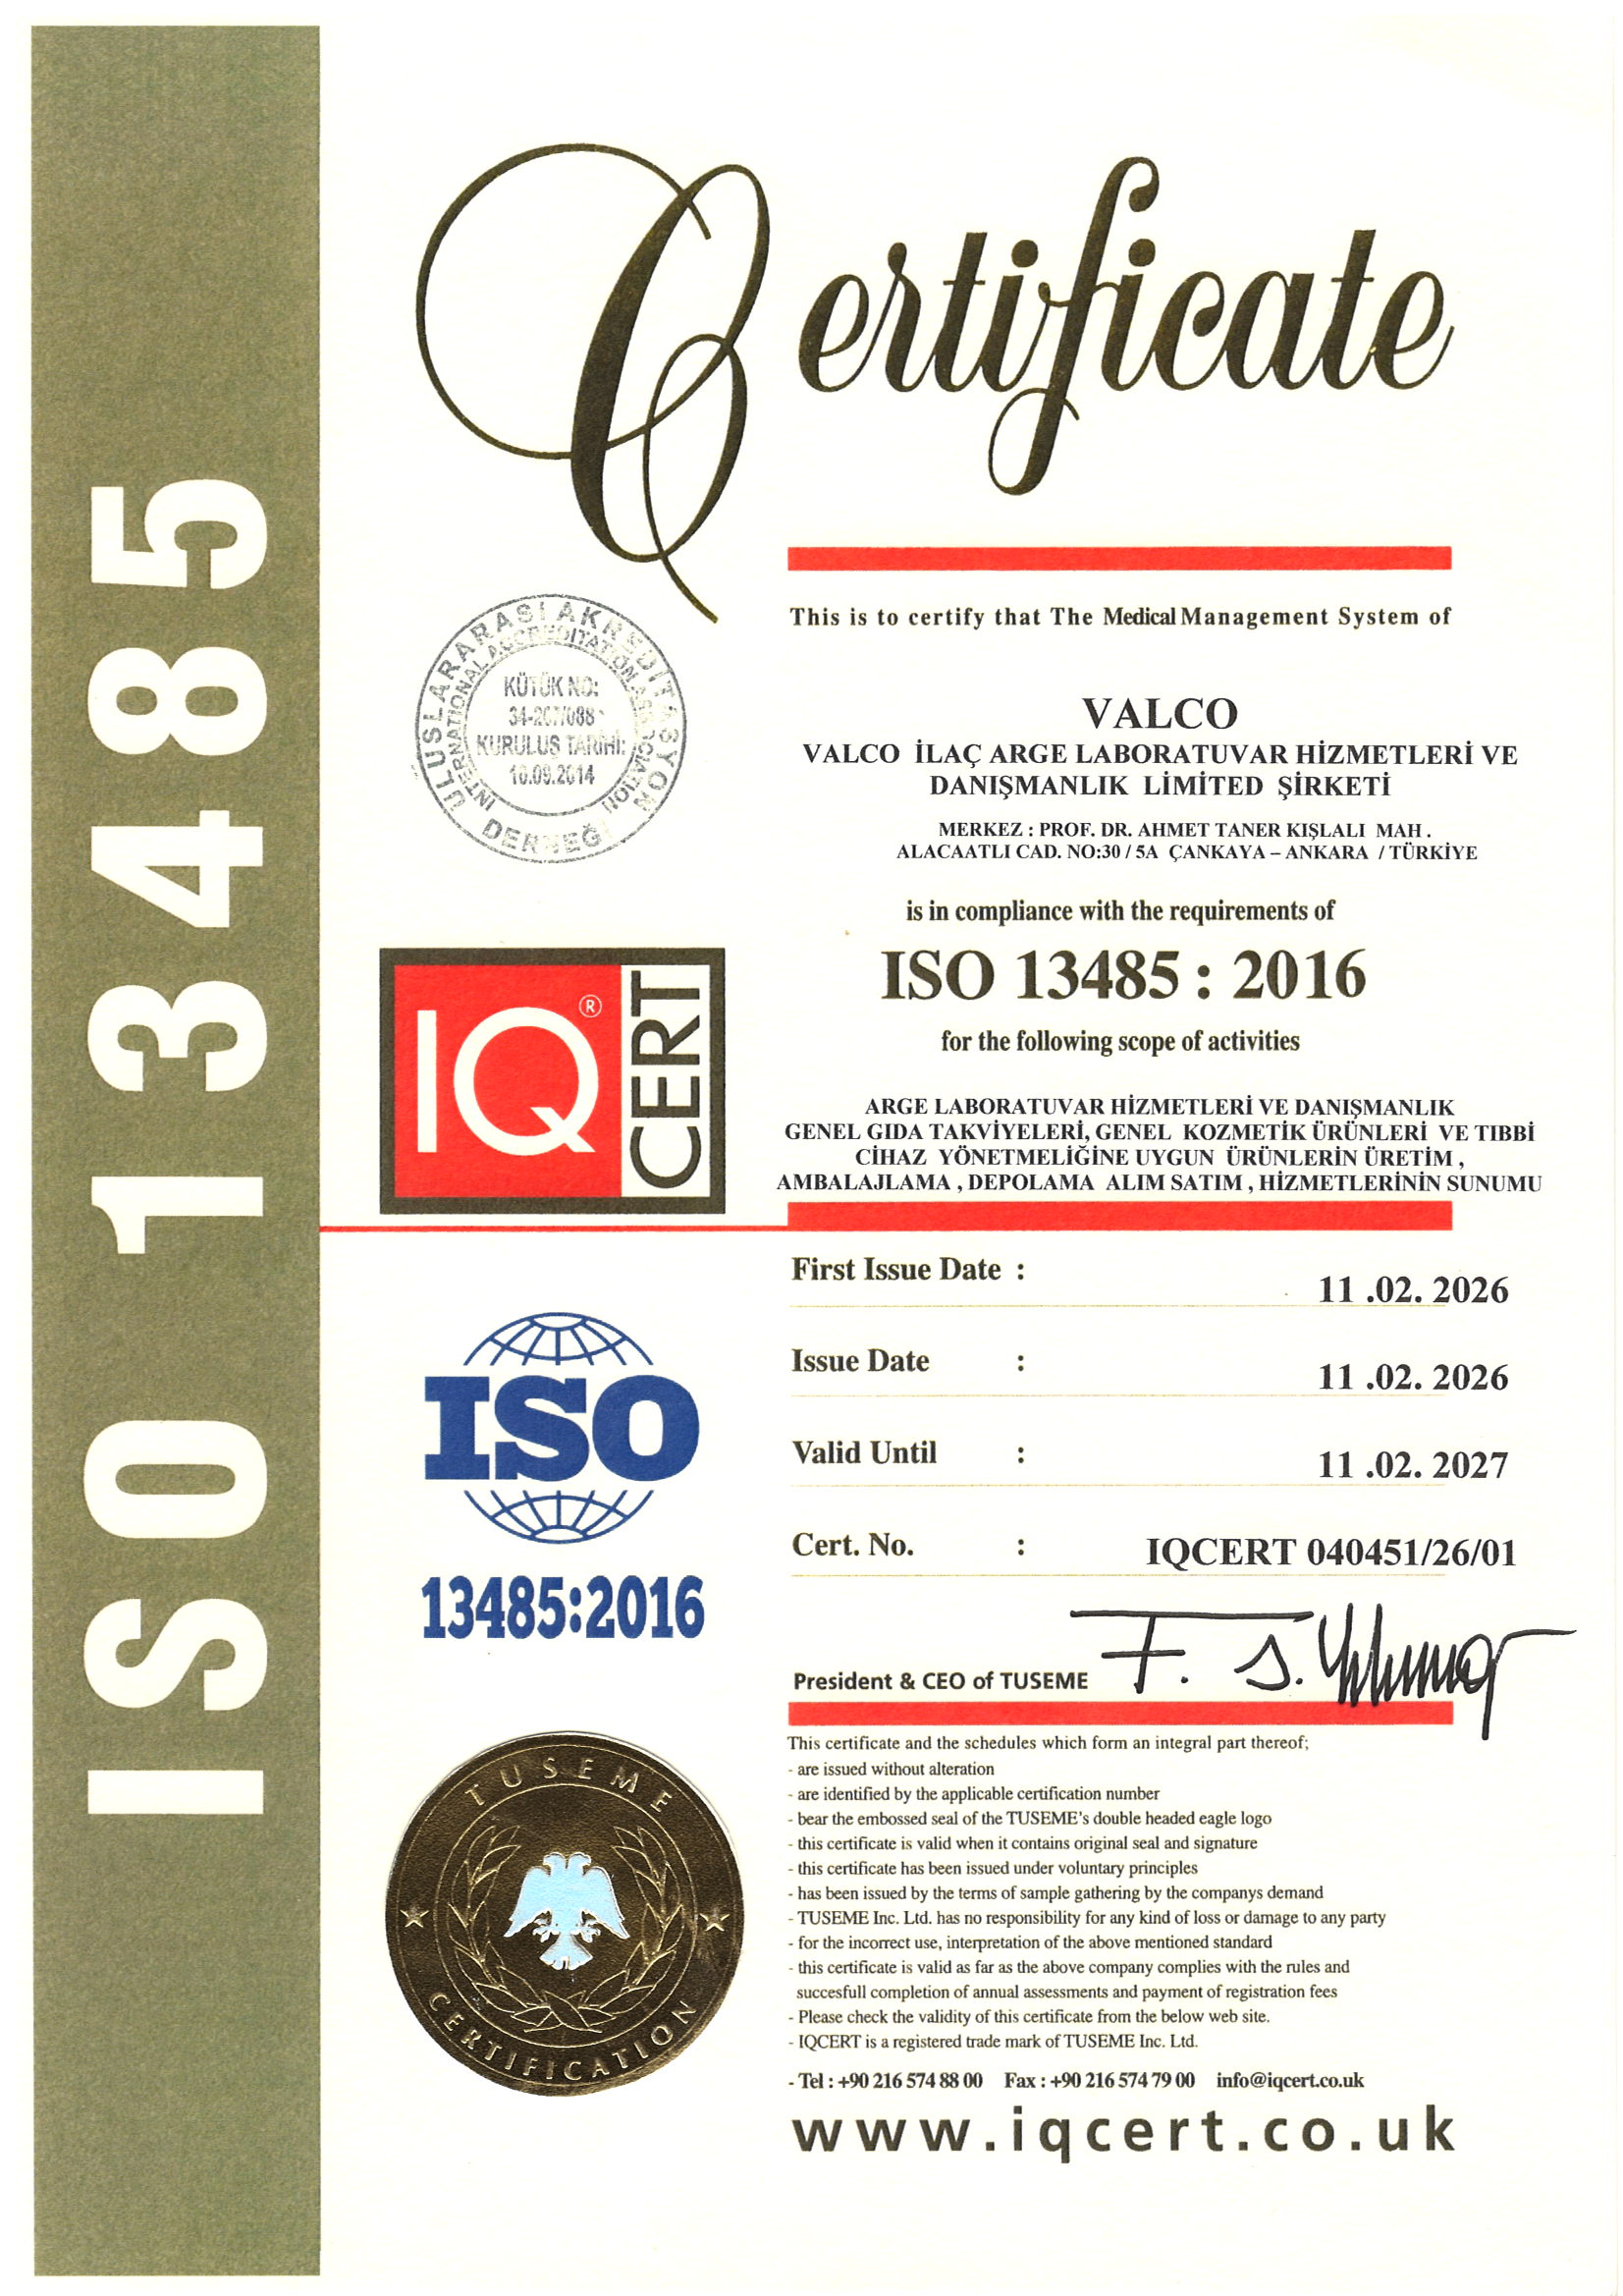 ISO 13485
Certificate
This is to certify that The Medical Management System of
VALCO
VALCO İLAÇ ARGE LABORATUVAR HİZMETLERİ VE
DANIŞMANLIK LİMİTED ŞİRKETİ
MERKEZ : PROF. DR. AHMET TANER KIŞLALI MAH .
ALACAATLI CAD. NO:30 / 5A ÇANKAYA – ANKARA / TÜRKİYE
is in compliance with the requirements of
ISO 13485 : 2016
for the following scope of activities
ARGE LABORATUVAR HİZMETLERİ VE DANIŞMANLIK
GENEL GIDA TAKVİYELERİ, GENEL KOZMETİK ÜRÜNLERİ VE TIBBİ
CİHAZ YÖNETMELİĞİNE UYGUN ÜRÜNLERİN ÜRETİM ,
AMBALAJLAMA , DEPOLAMA ALIM SATIM , HİZMETLERİNİN SUNUMU
ULUSLARARASI AKREDİTASYON
DERNEĞİ
INTERNATIONAL ACCREDITATION ASSOCIATION
KÜTÜK NO:
KURULUŞ TARİHİ:
10.09.2014
IQ®
CERT
First Issue Date : 11 .02. 2026
Issue Date : 11 .02. 2026
Valid Until : 11 .02. 2027
Cert. No. : IQCERT 040451/26/01
ISO
13485:2016
President & CEO of TUSEME
TUSEME
CERTIFICATION
This certificate and the schedules which form an integral part thereof;
- are issued without alteration
- are identified by the applicable certification number
- bear the embossed seal of the TUSEME's double headed eagle logo
- this certificate is valid when it contains original seal and signature
- this certificate has been issued under voluntary principles
- has been issued by the terms of sample gathering by the companys demand
- TUSEME Inc. Ltd. has no responsibility for any kind of loss or damage to any party
- for the incorrect use, interpretation of the above mentioned standard
- this certificate is valid as far as the above company complies with the rules and
succesfull completion of annual assessments and payment of registration fees
- Please check the validity of this certificate from the below web site.
- IQCERT is a registered trade mark of TUSEME Inc. Ltd.
- Tel : +90 216 574 88 00 Fax : +90 216 574 79 00 info@iqcert.co.uk
www.iqcert.co.uk